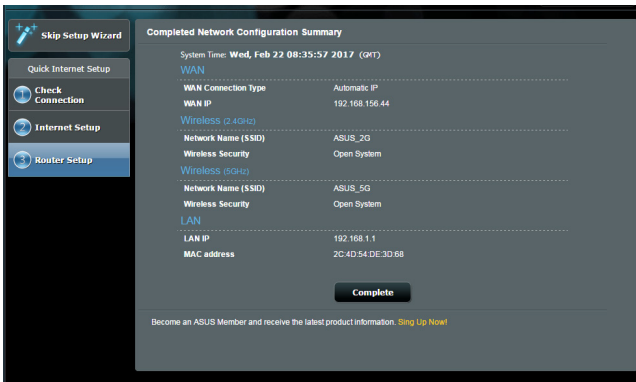 Skip Setup Wizard
Quick Internet Setup
1 Check
Connection
2 Internet Setup
3 Router Setup
Completed Network Configuration Summary
System Time: Wed, Feb 22 08:35:57 2017 (GMT)
WAN
WAN Connection Type Automatic IP
WAN IP 192.168.156.44
Wireless (2.4GHz)
Network Name (SSID) ASUS_2G
Wireless Security Open System
Wireless (5GHz)
Network Name (SSID) ASUS_5G
Wireless Security Open System
LAN
LAN IP 192.168.1.1
MAC address 2C:4D:54:DE:3D:68
Complete
Become an ASUS Member and receive the latest product information. Sing Up Now!